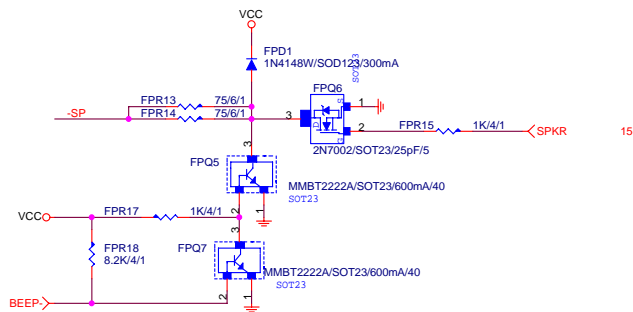 VCC
FPD1
1N4148W/SOD123/300mA
SOT23
FPQ6
FPR13 75/6/1
-SP
FPR14 75/6/1
3
D
S
G
1
2
FPR15 1K/4/1
SPKR 15
2N7002/SOT23/25pF/5
3
FPQ5
MMBT2222A/SOT23/600mA/40
SOT23
2
1
VCC
FPR17 1K/4/1
3
FPR18
8.2K/4/1
FPQ7
MMBT2222A/SOT23/600mA/40
SOT23
2
1
BEEP-